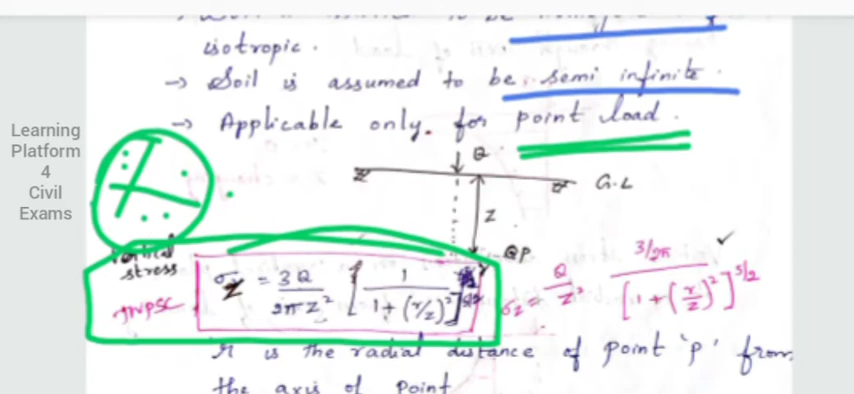 isotropic.
→ Soil is assumed to be semi infinite.
→ Applicable only for point load.
Learning
Platform
4
Civil
Exams
Q
G.L
Z
@P
Vertical
stress
TNPSC
σz = 3Q / 2πz² [ 1 / 1+(r/z)² ]^5/2
σz = Q / z² · 3/2π / [1+(r/z)²]^5/2 ✓
r is the radial distance of point 'P' from
the axis of point